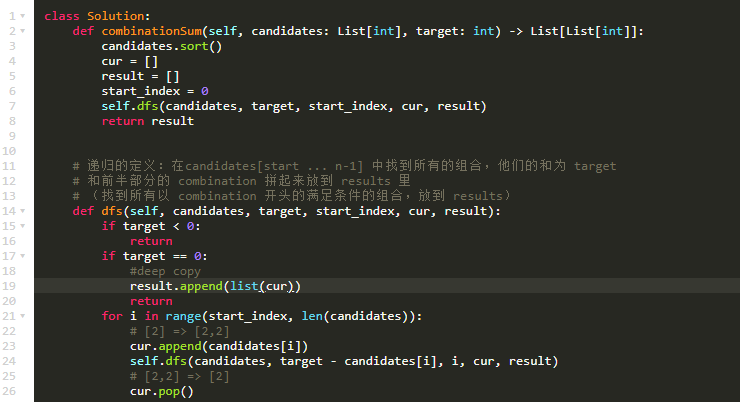 1 class Solution:
2     def combinationSum(self, candidates: List[int], target: int) -> List[List[int]]:
3         candidates.sort()
4         cur = []
5         result = []
6         start_index = 0
7         self.dfs(candidates, target, start_index, cur, result)
8         return result
9
10
11     # 递归的定义: 在candidates[start ... n-1] 中找到所有的组合，他们的和为 target
12     # 和前半部分的 combination 拼起来放到 results 里
13     # （找到所有以 combination 开头的满足条件的组合，放到 results）
14     def dfs(self, candidates, target, start_index, cur, result):
15         if target < 0:
16             return
17         if target == 0:
18             #deep copy
19             result.append(list(cur))
20             return
21         for i in range(start_index, len(candidates)):
22             # [2] => [2,2]
23             cur.append(candidates[i])
24             self.dfs(candidates, target - candidates[i], i, cur, result)
25             # [2,2] => [2]
26             cur.pop()